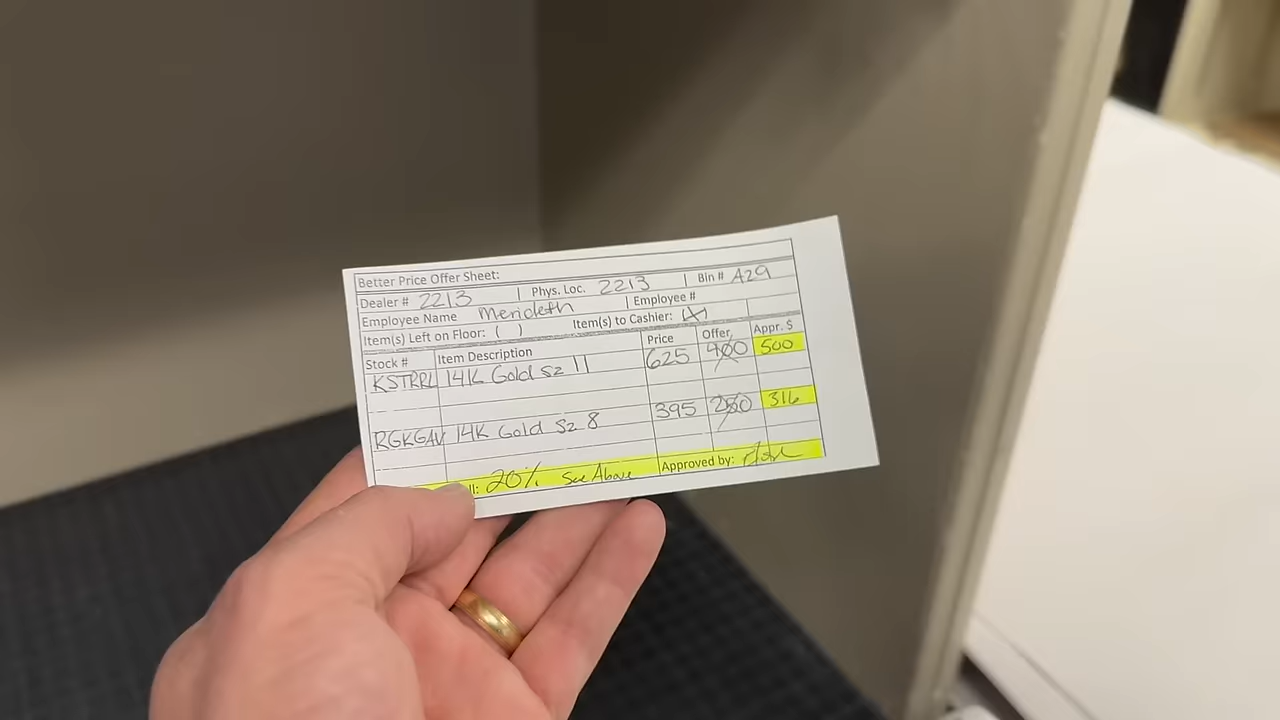 Better Price Offer Sheet:
Dealer # 2213 Phys. Loc. 2213 Bin # A29
Employee Name Merideth Employee #
Item(s) Left on Floor: ( ) Item(s) to Cashier: (X)
Stock # Item Description Price Offer, Appr. $
KSTRRL 14K Gold Sz 11 625 400 500
RGKGAV 14K Gold Sz 8 395 250 316
ll: 20% See Above Approved by: